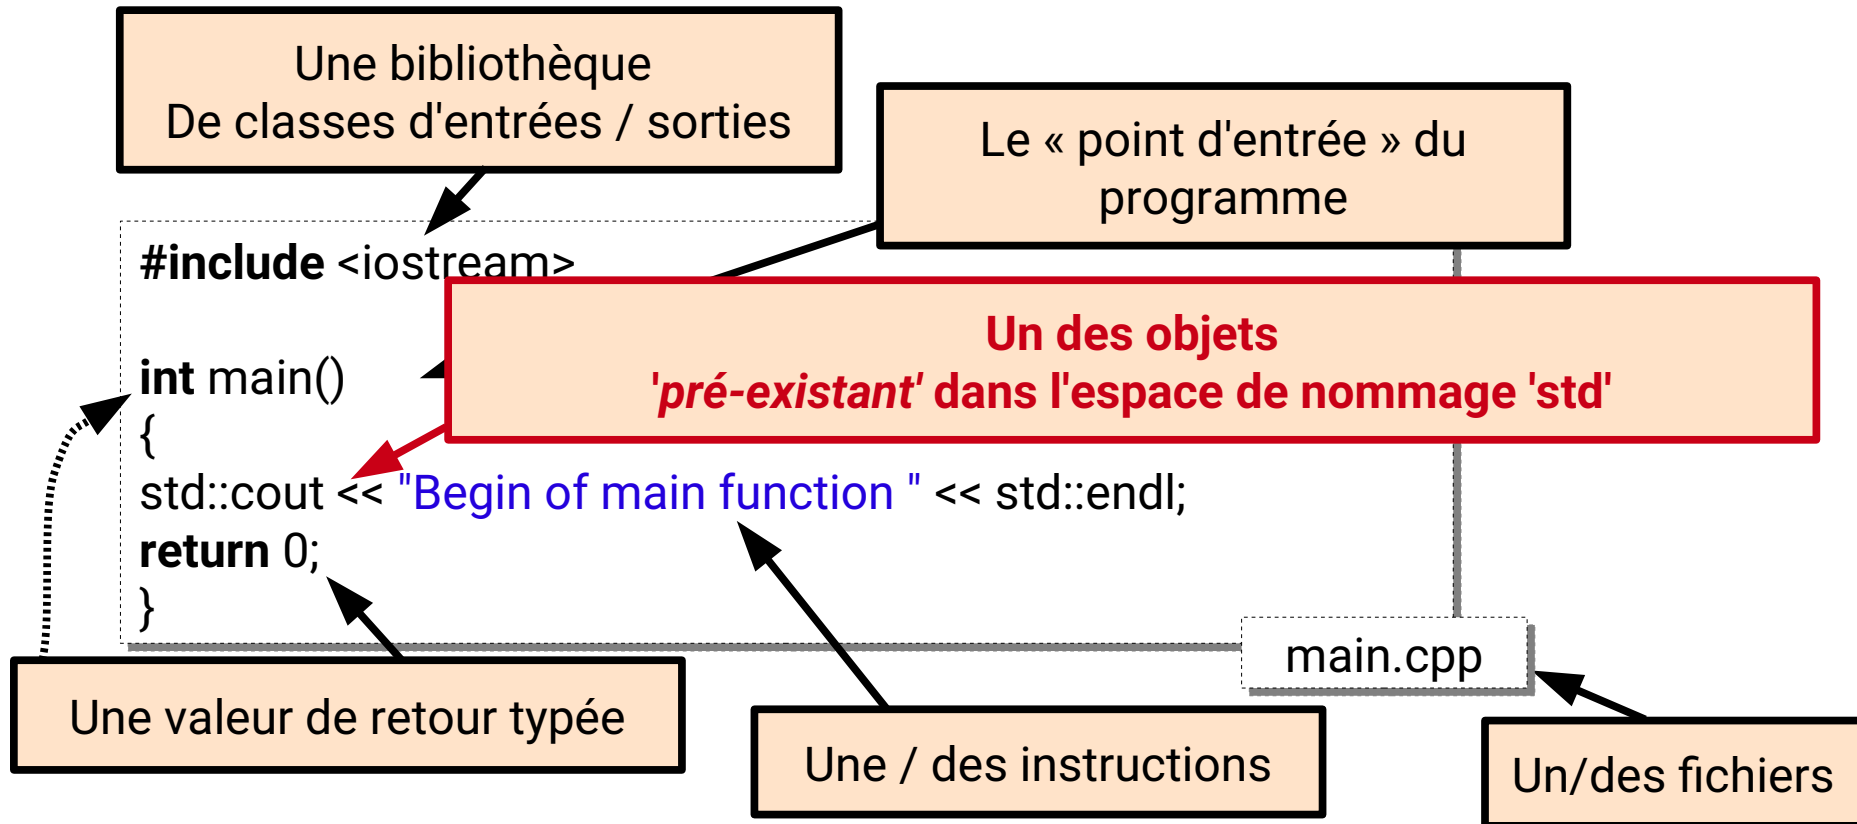 Une bibliothèque
De classes d'entrées / sorties
Le « point d'entrée » du
programme
#include <iostream>
Un des objets
'pré-existant' dans l'espace de nommage 'std'
int main()
{
std::cout << "Begin of main function " << std::endl;
return 0;
}
main.cpp
Une valeur de retour typée
Une / des instructions
Un/des fichiers